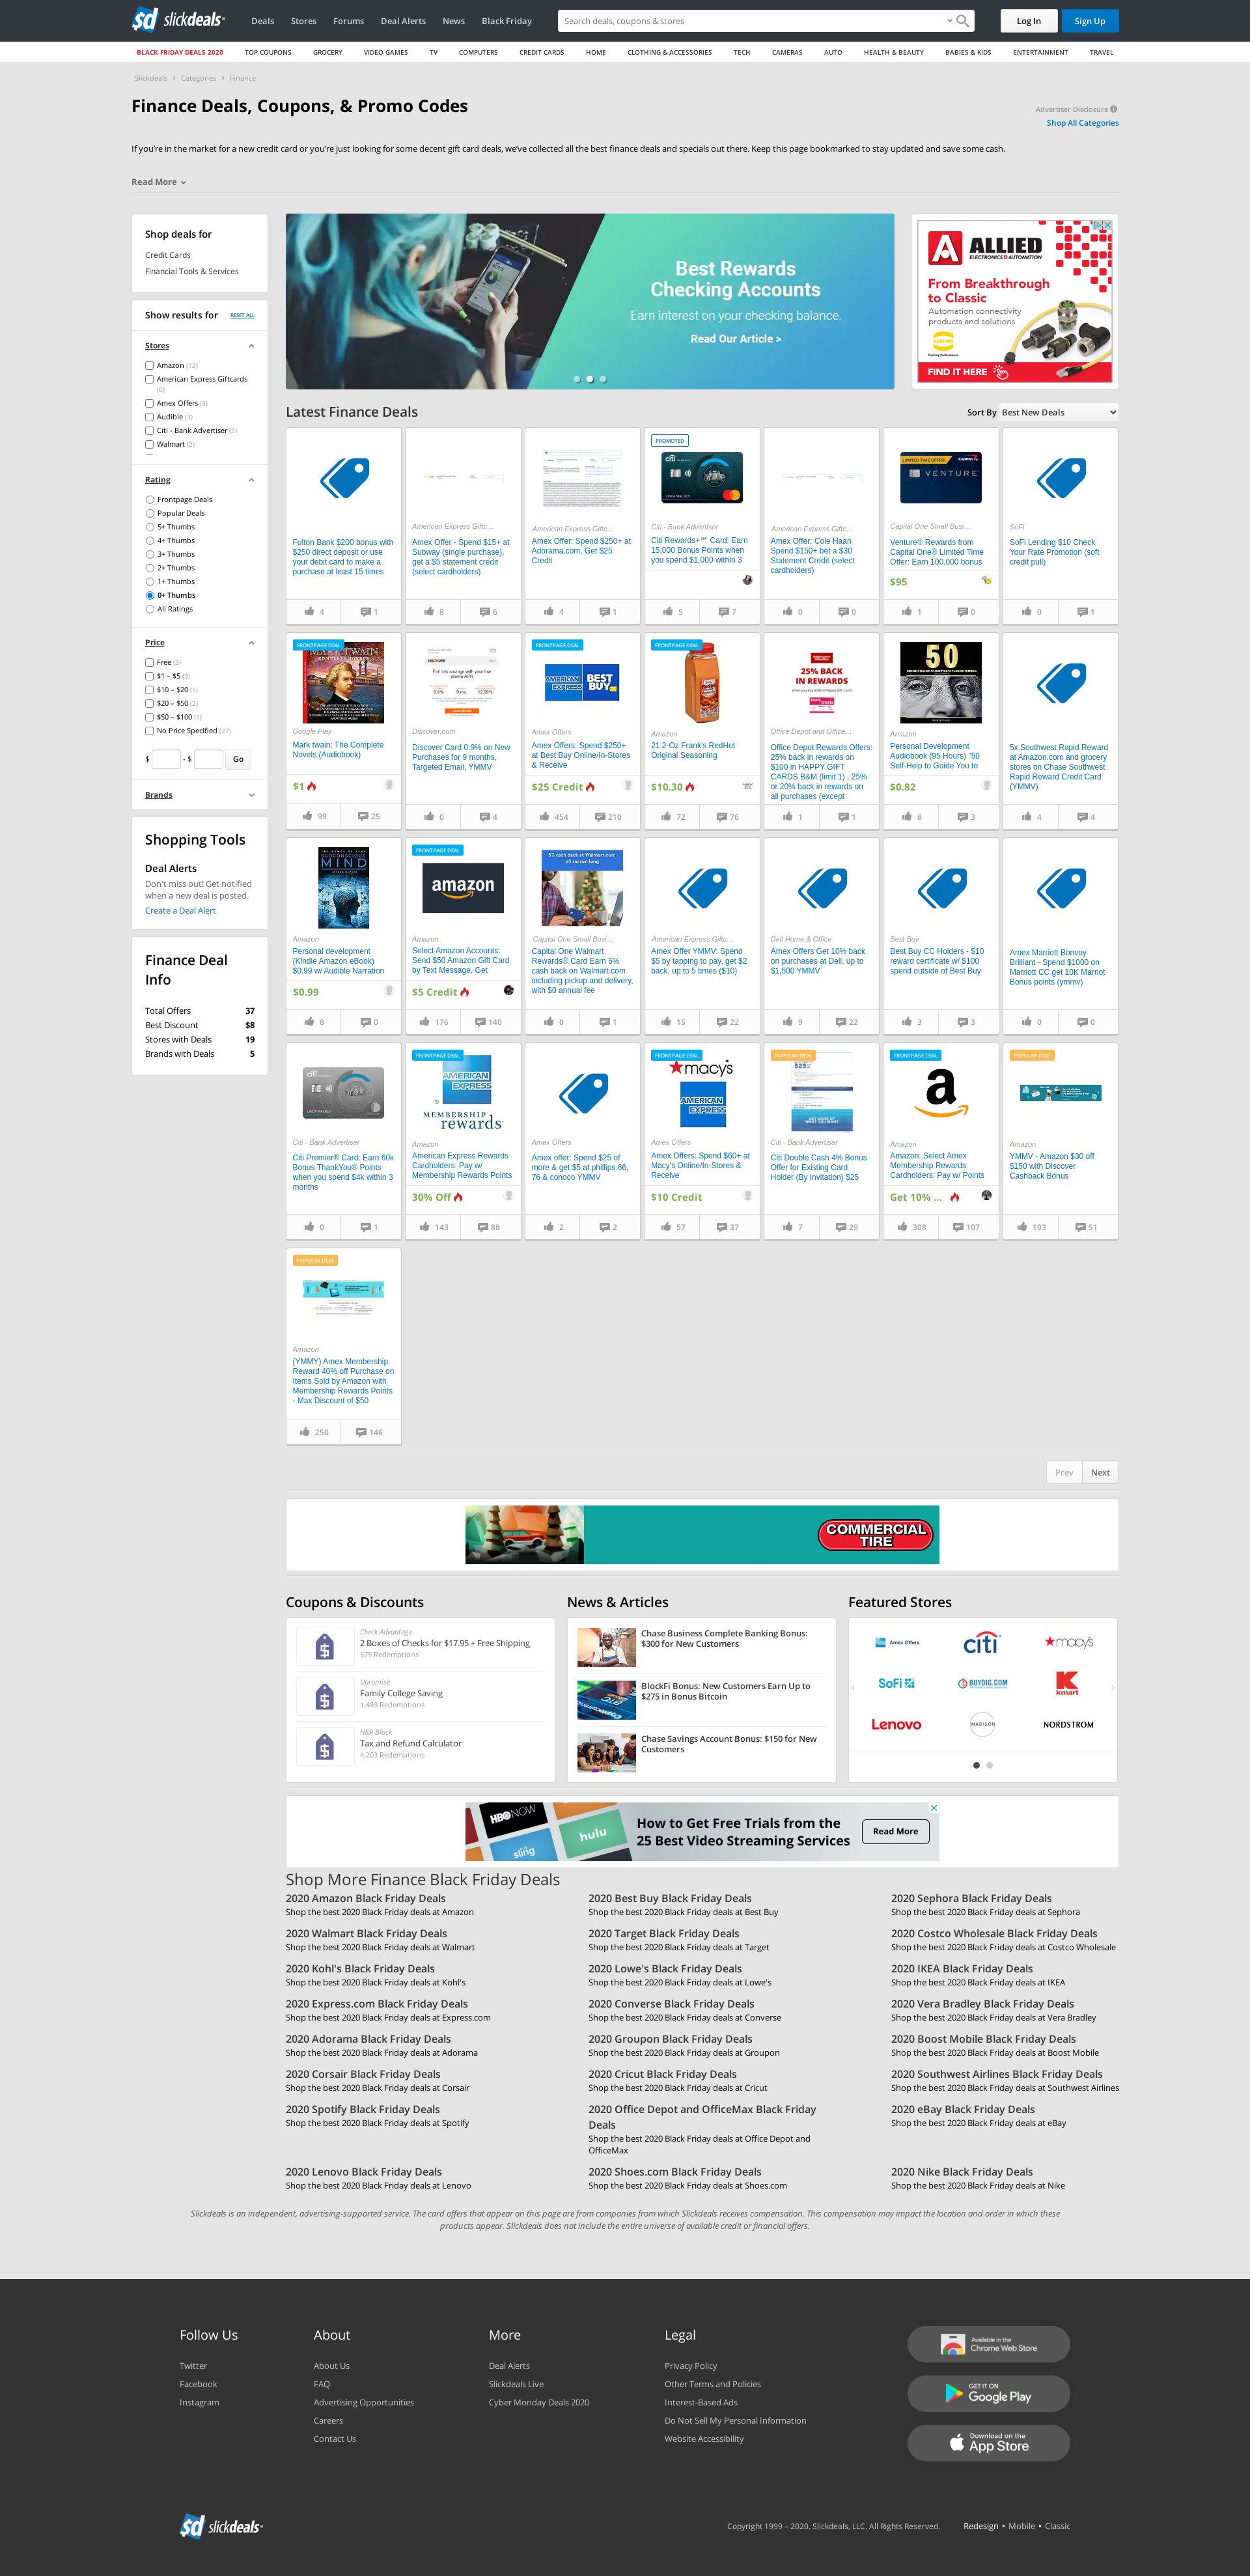 slickdeals
Deals
Stores
Forums
Deal Alerts
News
Black Friday
Search deals, coupons & stores
Log In
Sign Up
BLACK FRIDAY DEALS 2020
TOP COUPONS
GROCERY
VIDEO GAMES
TV
COMPUTERS
CREDIT CARDS
HOME
CLOTHING & ACCESSORIES
TECH
CAMERAS
AUTO
HEALTH & BEAUTY
BABIES & KIDS
ENTERTAINMENT
TRAVEL
Slickdeals > Categories > Finance
Finance Deals, Coupons, & Promo Codes
Advertiser Disclosure
Shop All Categories
If you're in the market for a new credit card or you're just looking for some decent gift card deals, we've collected all the best finance deals and specials out there. Keep this page bookmarked to stay updated and save some cash.
Read More
Shop deals for
Credit Cards
Financial Tools & Services
Show results for
RESET ALL
Stores
Amazon (12)
American Express Giftcards
(6)
Amex Offers (3)
Audible (3)
Citi - Bank Advertiser (3)
Walmart (2)
Rating
Frontpage Deals
Popular Deals
5+ Thumbs
4+ Thumbs
3+ Thumbs
2+ Thumbs
1+ Thumbs
0+ Thumbs
All Ratings
Price
Free (3)
$1 – $5 (3)
$10 – $20 (1)
$20 – $50 (2)
$50 – $100 (1)
No Price Specified (27)
$ - $ Go
Brands
Shopping Tools
Deal Alerts
Don't miss out! Get notified
when a new deal is posted.
Create a Deal Alert
Finance Deal
Info
Total Offers 37
Best Discount $8
Stores with Deals 19
Brands with Deals 5
Best Rewards
Checking Accounts
Earn interest on your checking balance.
Read Our Article >
ALLIED
ELECTRONICS & AUTOMATION
From Breakthrough
to Classic
Automation connectivity
products and solutions
HARTING
Pushing Performance
FIND IT HERE
Latest Finance Deals
Sort By Best New Deals
Fulton Bank $200 bonus with
$250 direct deposit or use
your debit card to make a
purchase at least 15 times
4 1
American Express Giftc…
Amex Offer - Spend $15+ at
Subway (single purchase),
get a $5 statement credit
(select cardholders)
8 6
American Express Giftc…
Amex Offer: Spend $250+ at
Adorama.com, Get $25
Credit
4 1
PROMOTED
citi
Citi - Bank Advertiser
Citi Rewards+℠ Card: Earn
15,000 Bonus Points when
you spend $1,000 within 3
5 7
American Express Giftc…
Amex Offer: Cole Haan
Spend $150+ bet a $30
Statement Credit (select
cardholders)
0 0
LIMITED TIME OFFER
VENTURE
Capital One Small Busi…
Venture® Rewards from
Capital One® Limited Time
Offer: Earn 100,000 bonus
$95
1 0
SoFi
SoFi Lending $10 Check
Your Rate Promotion (soft
credit pull)
0 1
FRONTPAGE DEAL
MARK TWAIN
Google Play
Mark twain: The Complete
Novels (Audiobook)
$1
99 25
DISCOVER
Fall into savings with your low
promo APR
0.9% 9 mo. 12.99%
Discover.com
Discover Card 0.9% on New
Purchases for 9 months,
Targeted Email, YMMV
0 4
FRONTPAGE DEAL
AMERICAN EXPRESS
BEST BUY
Amex Offers
Amex Offers: Spend $250+
at Best Buy Online/In-Stores
& Receive
$25 Credit
454 210
FRONTPAGE DEAL
Amazon
21.2-Oz Frank's RedHot
Original Seasoning
$10.30
72 76
25% BACK
IN REWARDS
Office Depot and Office…
Office Depot Rewards Offers:
25% back in rewards on
$100 in HAPPY GIFT
CARDS B&M (limit 1) , 25%
or 20% back in rewards on
all purchases (except
1 1
50
Amazon
Personal Development
Audiobook (95 Hours) "50
Self-Help to Guide You to
$0.82
8 3
5x Southwest Rapid Reward
at Amazon.com and grocery
stores on Chase Southwest
Rapid Reward Credit Card
(YMMV)
4 4
SUBCONSCIOUS
MIND
Amazon
Personal development
(Kindle Amazon eBook)
$0.99 w/ Audible Narration
$0.99
8 0
FRONTPAGE DEAL
amazon
Amazon
Select Amazon Accounts:
Send $50 Amazon Gift Card
by Text Message, Get
$5 Credit
176 140
5% cash back at Walmart.com
all season long
Capital One Small Busi…
Capital One Walmart
Rewards® Card Earn 5%
cash back on Walmart.com
including pickup and delivery,
with $0 annual fee
0 1
American Express Giftc…
Amex Offer YMMV: Spend
$5 by tapping to pay, get $2
back, up to 5 times ($10)
15 22
Dell Home & Office
Amex Offers Get 10% back
on purchases at Dell, up to
$1,500 YMMV
9 22
Best Buy
Best Buy CC Holders - $10
reward certificate w/ $100
spend outside of Best Buy
3 3
Amex Marriott Bonvoy
Brilliant - Spend $1000 on
Marriott CC get 10K Marriot
Bonus points (ymmv)
0 0
citi
Citi - Bank Advertiser
Citi Premier® Card: Earn 60k
Bonus ThankYou® Points
when you spend $4k within 3
months
0 1
FRONTPAGE DEAL
AMERICAN EXPRESS
MEMBERSHIP
rewards
Amazon
American Express Rewards
Cardholders: Pay w/
Membership Rewards Points
30% Off
143 88
Amex Offers
Amex offer: Spend $25 of
more & get $5 at phillips 66,
76 & conoco YMMV
2 2
FRONTPAGE DEAL
macys
AMERICAN EXPRESS
Amex Offers
Amex Offers: Spend $60+ at
Macy's Online/In-Stores &
Receive
$10 Credit
57 37
POPULAR DEAL
$25
GET MORE OF
WHAT YOU WANT
Citi - Bank Advertiser
Citi Double Cash 4% Bonus
Offer for Existing Card
Holder (By Invitation) $25
7 29
FRONTPAGE DEAL
Amazon
Amazon: Select Amex
Membership Rewards
Cardholders: Pay w/ Points
Get 10% …
308 107
POPULAR DEAL
Amazon
YMMV - Amazon $30 off
$150 with Discover
Cashback Bonus
103 51
POPULAR DEAL
Amazon
(YMMY) Amex Membership
Reward 40% off Purchase on
Items Sold by Amazon with
Membership Rewards Points
- Max Discount of $50
250 146
Prev Next
COMMERCIAL
TIRE
Coupons & Discounts
Check Advantage
2 Boxes of Checks for $17.95 + Free Shipping
575 Redemptions
Upromise
Family College Saving
1,489 Redemptions
H&R Block
Tax and Refund Calculator
4,203 Redemptions
News & Articles
Chase Business Complete Banking Bonus:
$300 for New Customers
BlockFi Bonus: New Customers Earn Up to
$275 in Bonus Bitcoin
Chase Savings Account Bonus: $150 for New
Customers
Featured Stores
Amex Offers
citi
macys
SoFi
BUYDIG.COM
Kmart
Lenovo
MADISON
NORDSTROM
HBO NOW
sling
hulu
How to Get Free Trials from the
25 Best Video Streaming Services
Read More
Shop More Finance Black Friday Deals
2020 Amazon Black Friday Deals
Shop the best 2020 Black Friday deals at Amazon
2020 Best Buy Black Friday Deals
Shop the best 2020 Black Friday deals at Best Buy
2020 Sephora Black Friday Deals
Shop the best 2020 Black Friday deals at Sephora
2020 Walmart Black Friday Deals
Shop the best 2020 Black Friday deals at Walmart
2020 Target Black Friday Deals
Shop the best 2020 Black Friday deals at Target
2020 Costco Wholesale Black Friday Deals
Shop the best 2020 Black Friday deals at Costco Wholesale
2020 Kohl's Black Friday Deals
Shop the best 2020 Black Friday deals at Kohl's
2020 Lowe's Black Friday Deals
Shop the best 2020 Black Friday deals at Lowe's
2020 IKEA Black Friday Deals
Shop the best 2020 Black Friday deals at IKEA
2020 Express.com Black Friday Deals
Shop the best 2020 Black Friday deals at Express.com
2020 Converse Black Friday Deals
Shop the best 2020 Black Friday deals at Converse
2020 Vera Bradley Black Friday Deals
Shop the best 2020 Black Friday deals at Vera Bradley
2020 Adorama Black Friday Deals
Shop the best 2020 Black Friday deals at Adorama
2020 Groupon Black Friday Deals
Shop the best 2020 Black Friday deals at Groupon
2020 Boost Mobile Black Friday Deals
Shop the best 2020 Black Friday deals at Boost Mobile
2020 Corsair Black Friday Deals
Shop the best 2020 Black Friday deals at Corsair
2020 Cricut Black Friday Deals
Shop the best 2020 Black Friday deals at Cricut
2020 Southwest Airlines Black Friday Deals
Shop the best 2020 Black Friday deals at Southwest Airlines
2020 Spotify Black Friday Deals
Shop the best 2020 Black Friday deals at Spotify
2020 Office Depot and OfficeMax Black Friday
Deals
Shop the best 2020 Black Friday deals at Office Depot and
OfficeMax
2020 eBay Black Friday Deals
Shop the best 2020 Black Friday deals at eBay
2020 Lenovo Black Friday Deals
Shop the best 2020 Black Friday deals at Lenovo
2020 Shoes.com Black Friday Deals
Shop the best 2020 Black Friday deals at Shoes.com
2020 Nike Black Friday Deals
Shop the best 2020 Black Friday deals at Nike
Slickdeals is an independent, advertising-supported service. The card offers that appear on this page are from companies from which Slickdeals receives compensation. This compensation may impact the location and order in which these
products appear. Slickdeals does not include the entire universe of available credit or financial offers.
Follow Us
Twitter
Facebook
Instagram
About
About Us
FAQ
Advertising Opportunities
Careers
Contact Us
More
Deal Alerts
Slickdeals Live
Cyber Monday Deals 2020
Legal
Privacy Policy
Other Terms and Policies
Interest-Based Ads
Do Not Sell My Personal Information
Website Accessibility
Available in the
Chrome Web Store
GET IT ON
Google Play
Download on the
App Store
slickdeals
Copyright 1999 – 2020. Slickdeals, LLC. All Rights Reserved.
Redesign • Mobile • Classic